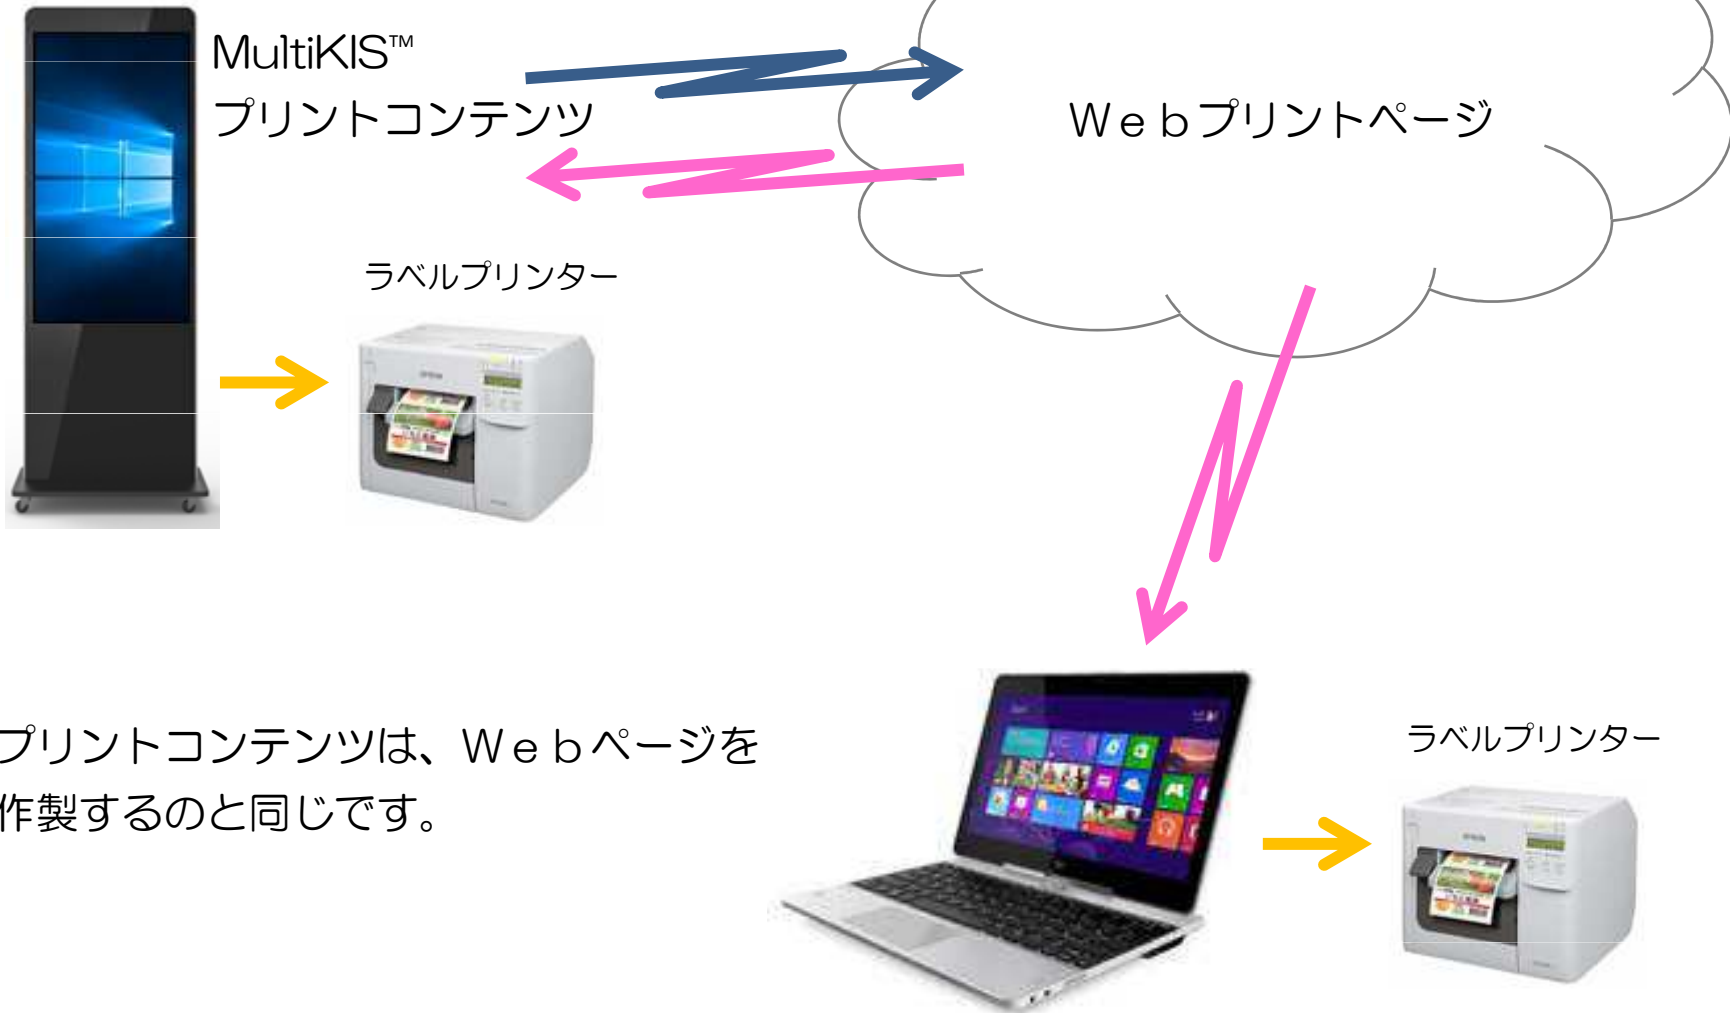 MultiKIS™
プリントコンテンツ
Ｗｅｂプリントページ
ラベルプリンター
プリントコンテンツは、Ｗｅｂページを
作製するのと同じです。
ラベルプリンター